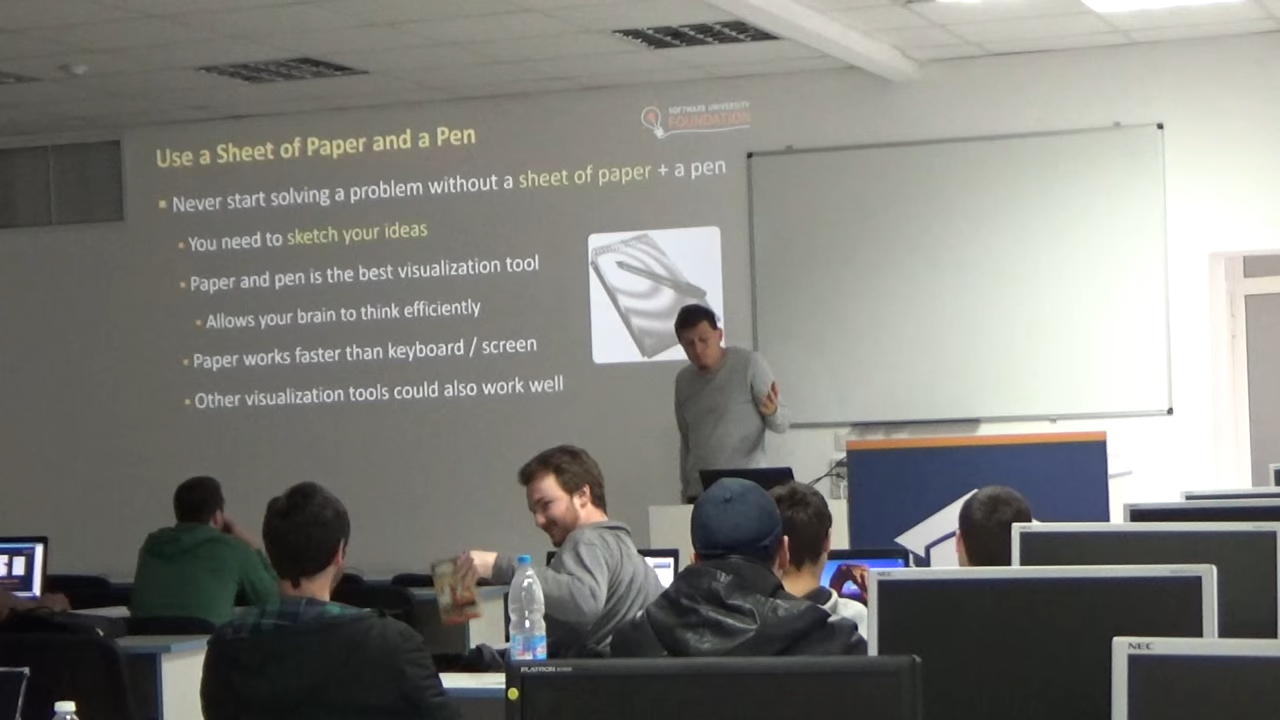 SOFTWARE UNIVERSITY
FOUNDATION
Use a Sheet of Paper and a Pen
▪ Never start solving a problem without a sheet of paper + a pen
▪ You need to sketch your ideas
▪ Paper and pen is the best visualization tool
▪ Allows your brain to think efficiently
▪ Paper works faster than keyboard / screen
▪ Other visualization tools could also work well
NEC
NEC
NEC
FLATRON